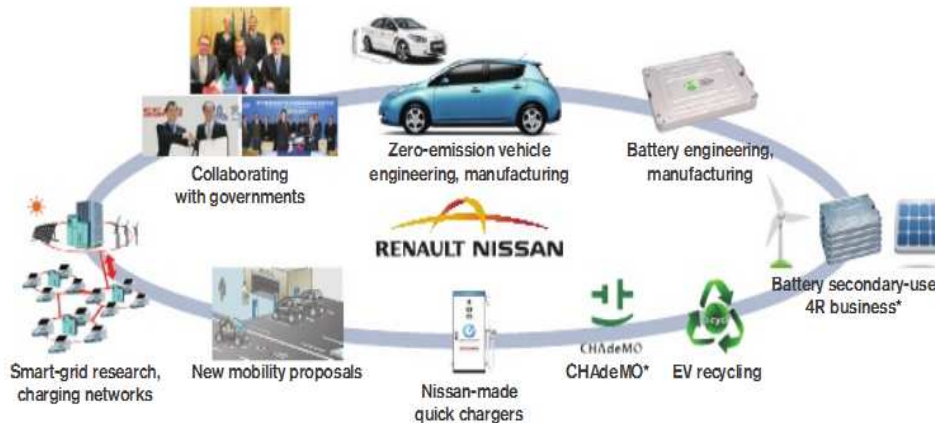 Collaborating
with governments
Zero-emission vehicle
engineering, manufacturing
Battery engineering,
manufacturing
RENAULT NISSAN
Battery secondary-use
4R business*
Smart-grid research,
charging networks
New mobility proposals
Nissan-made
quick chargers
CHAdeMO
CHAdeMO*
EV recycling